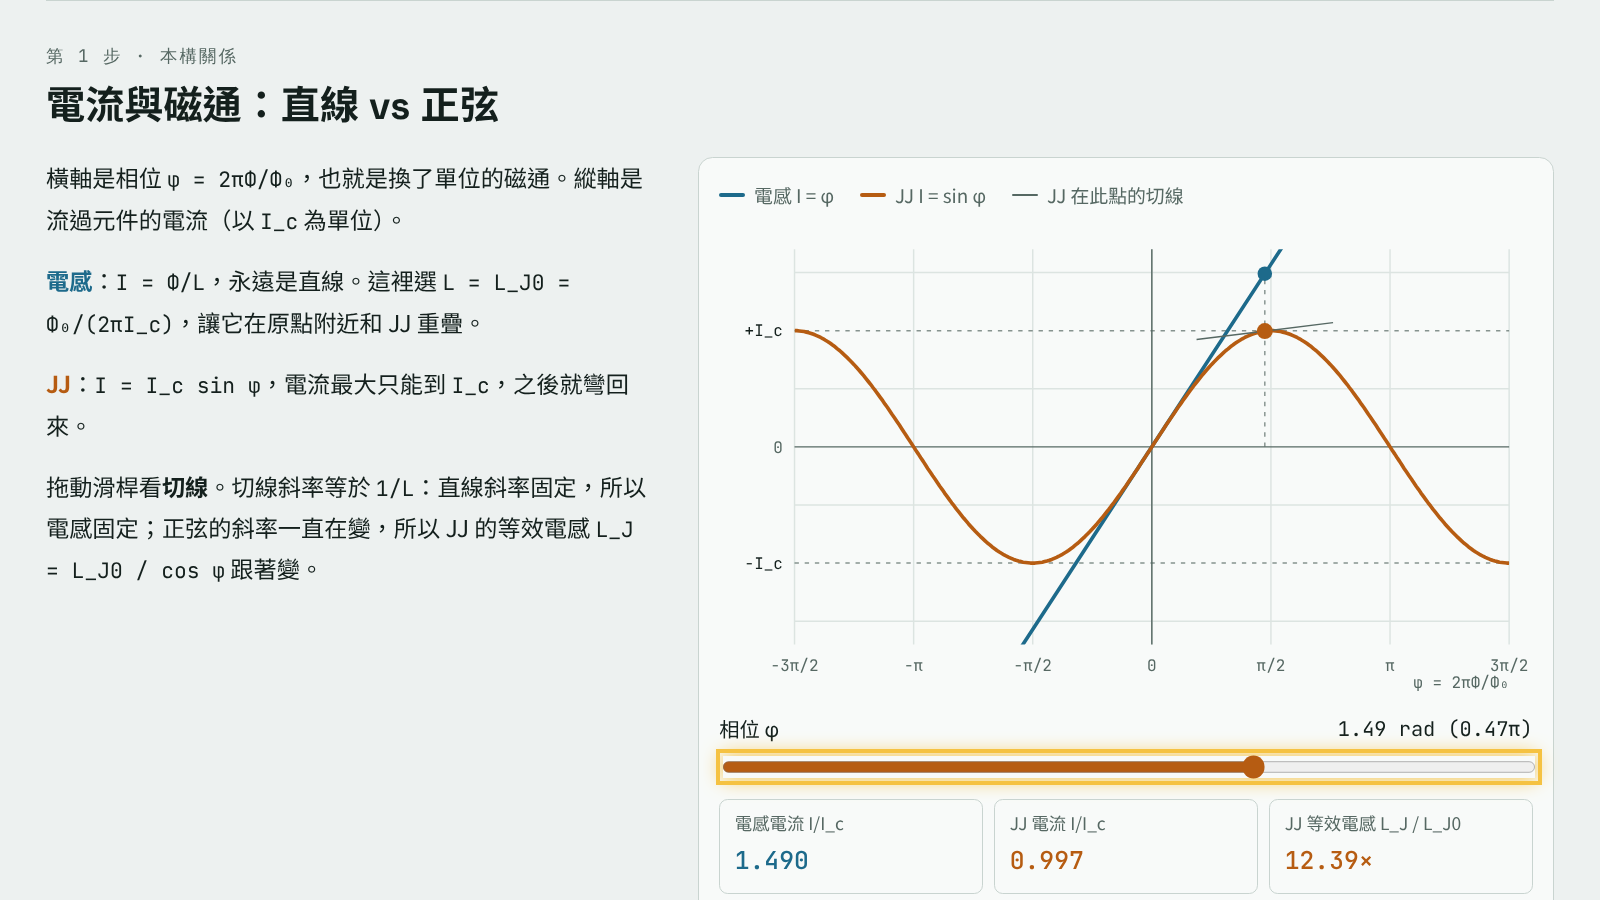 第 1 步 · 本構關係
電流與磁通：直線 vs 正弦
橫軸是相位 φ = 2πΦ/Φ₀，也就是換了單位的磁通。縱軸是
流過元件的電流（以 I_c 為單位）。
電感：I = Φ/L，永遠是直線。這裡選 L = L_J0 =
Φ₀/(2πI_c)，讓它在原點附近和 JJ 重疊。
JJ：I = I_c sin φ，電流最大只能到 I_c，之後就彎回
來。
拖動滑桿看切線。切線斜率等於 1/L：直線斜率固定，所以
電感固定；正弦的斜率一直在變，所以 JJ 的等效電感 L_J
= L_J0 / cos φ 跟著變。
電感 I = φ JJ I = sin φ JJ 在此點的切線
+I_c
0
-I_c
-3π/2 -π -π/2 0 π/2 π 3π/2
φ = 2πΦ/Φ₀
相位 φ 1.49 rad (0.47π)
電感電流 I/I_c JJ 電流 I/I_c JJ 等效電感 L_J / L_J0
1.490 0.997 12.39×